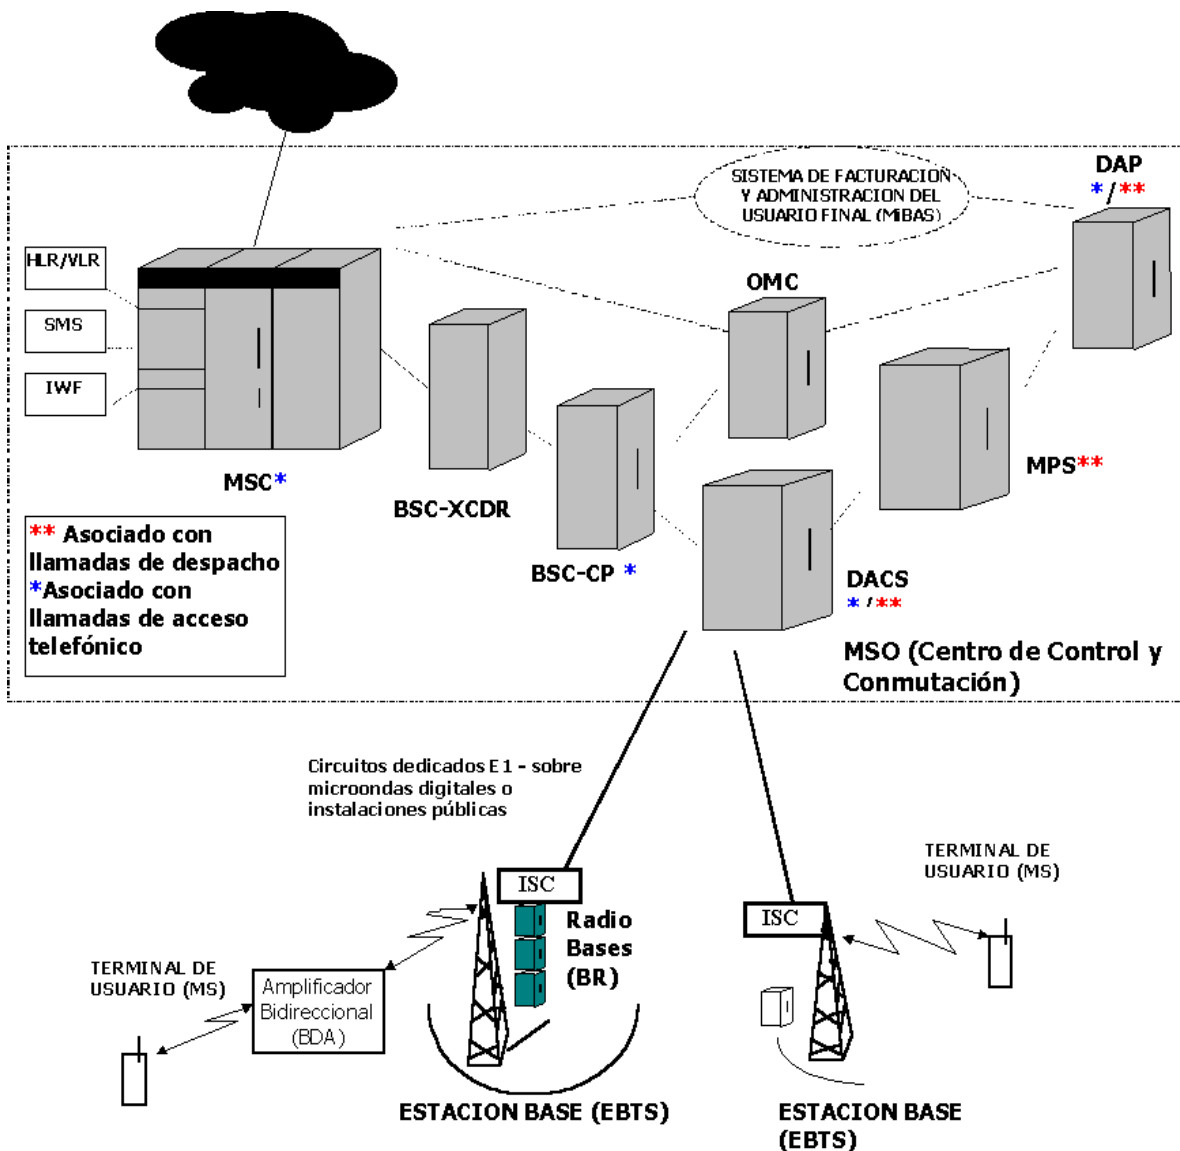 SISTEMA DE FACTURACION
Y ADMINISTRACION DEL
USUARIO FINAL (MiBAS)
DAP
* / **
HLR/VLR
SMS
IWF
OMC
MSC*
BSC-XCDR
BSC-CP *
MPS**
DACS
* / **
** Asociado con
llamadas de despacho
*Asociado con
llamadas de acceso
telefónico
MSO (Centro de Control y
Conmutación)
Circuitos dedicados E1 - sobre
microondas digitales o
instalaciones públicas
ISC
Radio
Bases
(BR)
TERMINAL DE
USUARIO (MS)
Amplificador
Bidireccional
(BDA)
ESTACION BASE (EBTS)
TERMINAL DE
USUARIO (MS)
ISC
ESTACION BASE
(EBTS)